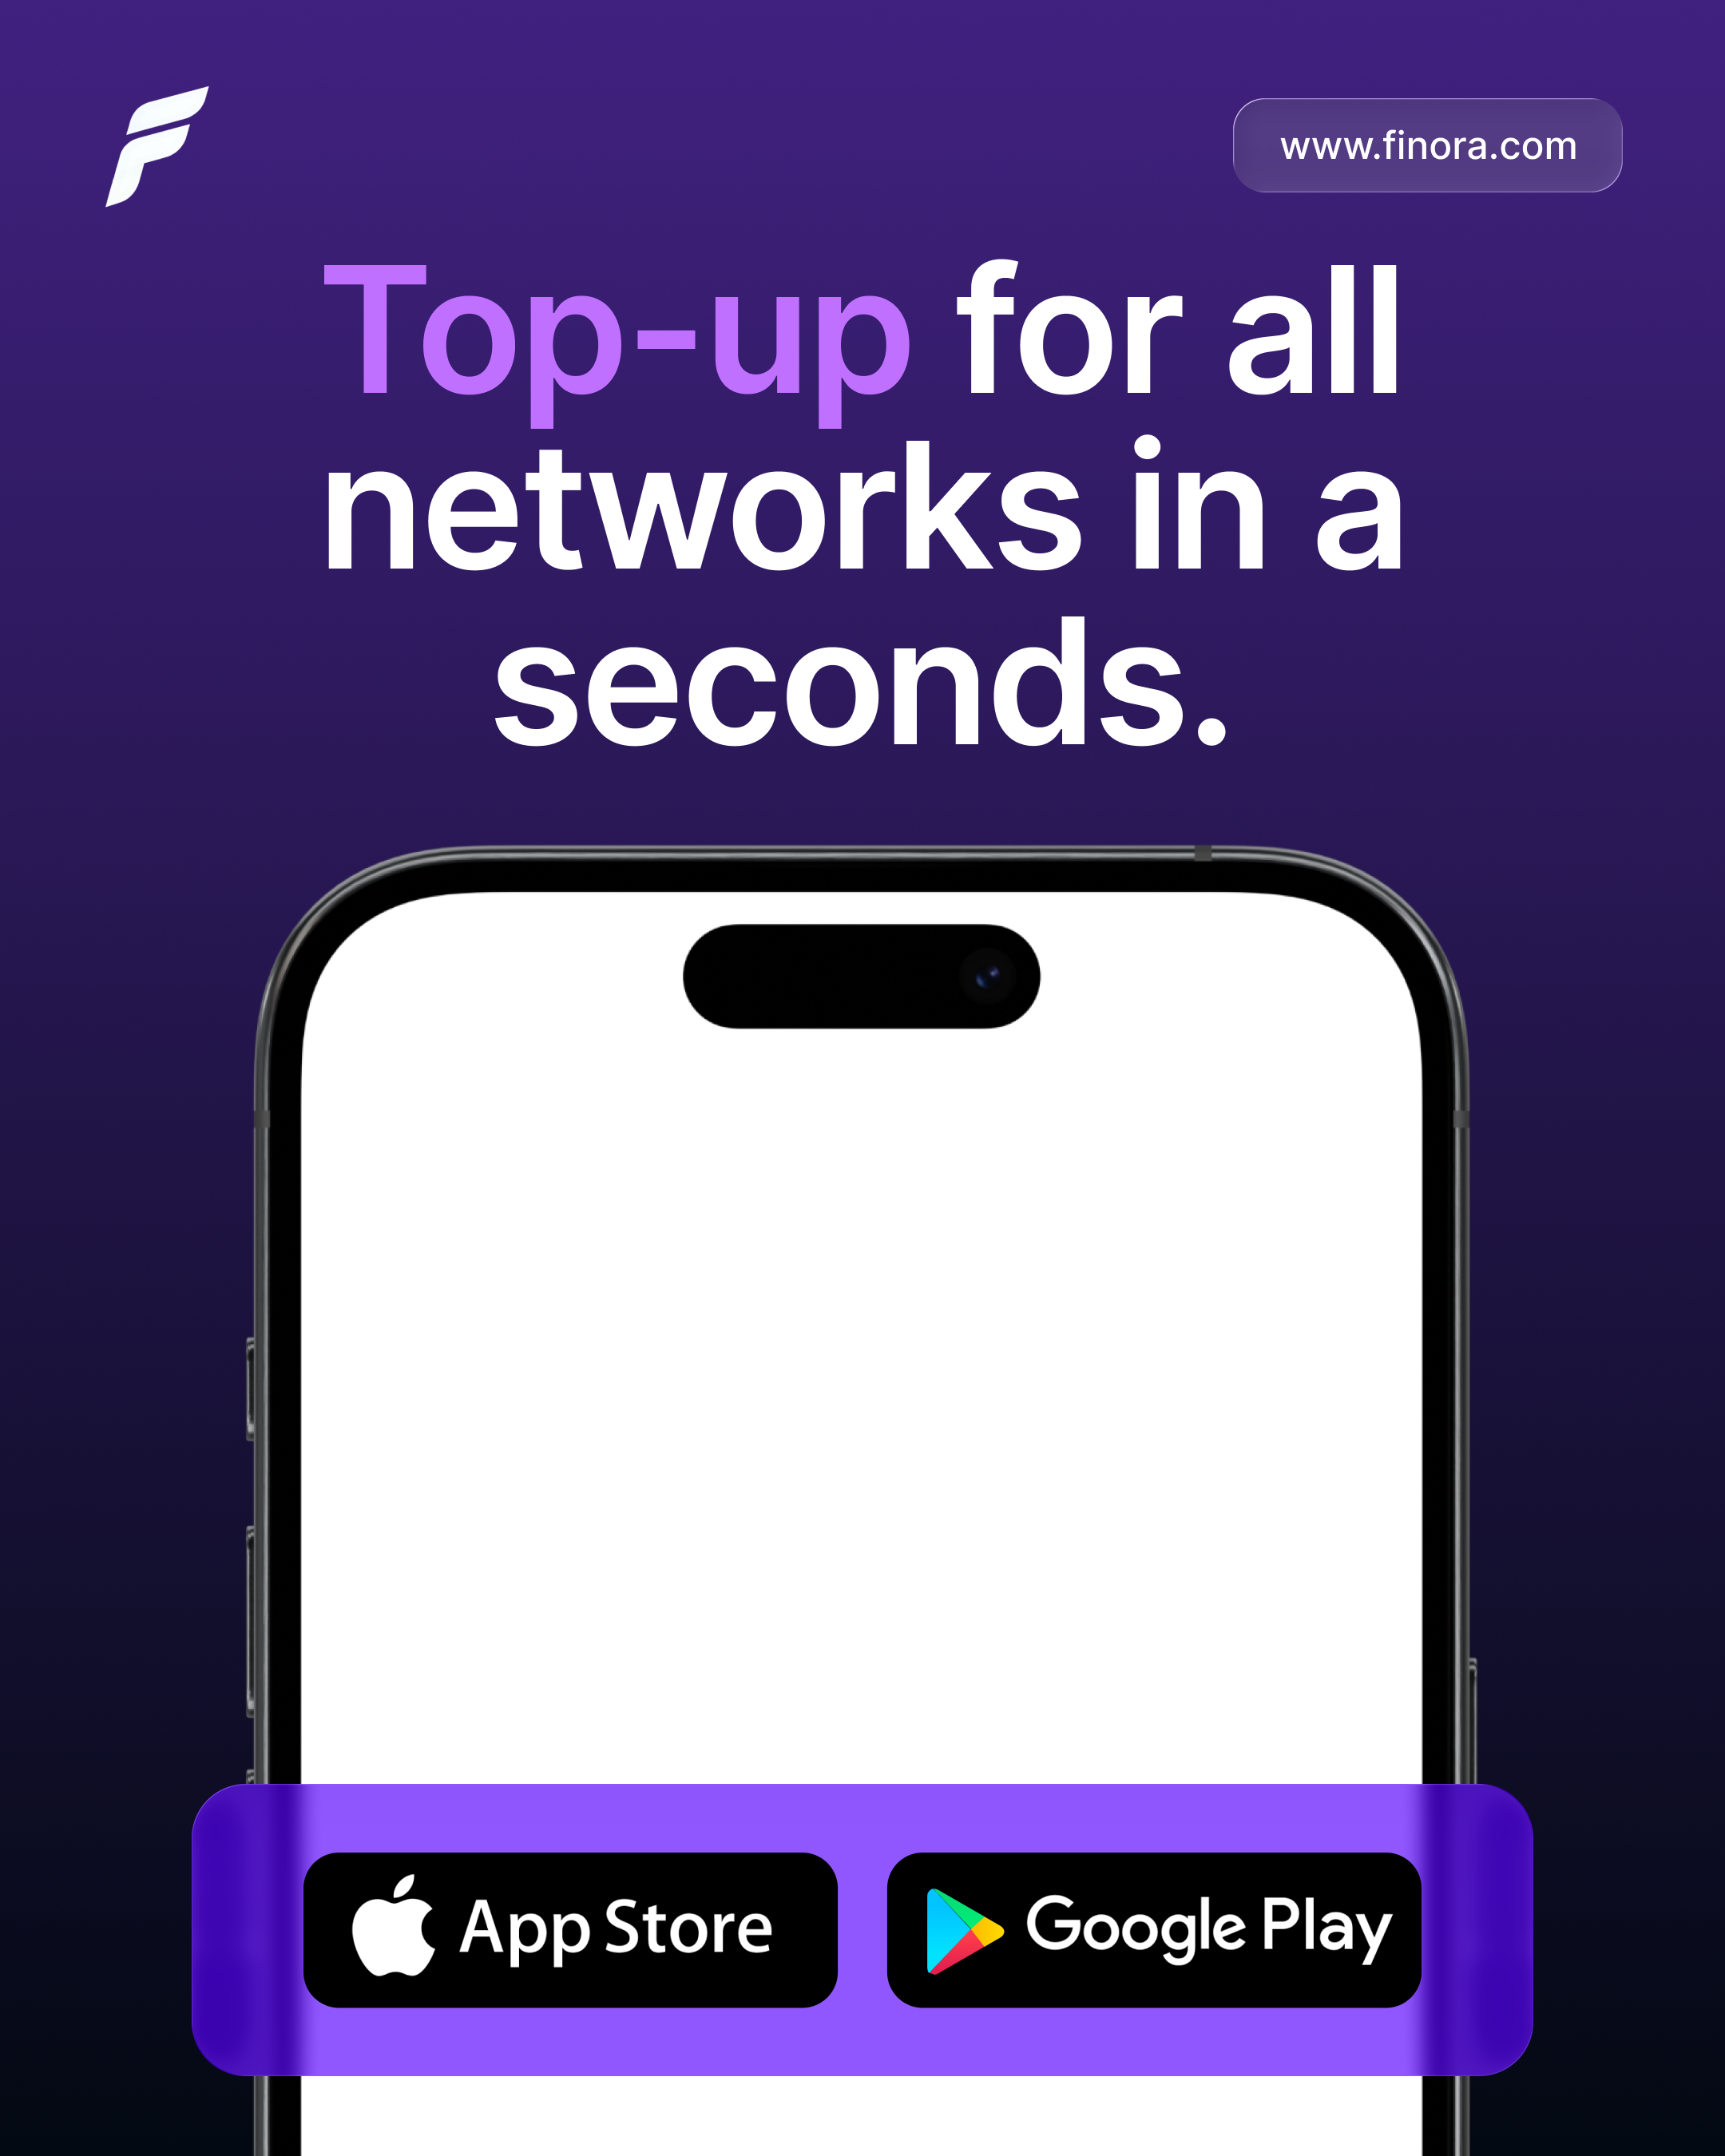 www.finora.com
Top-up for all
networks in a
seconds.
App Store
Google Play